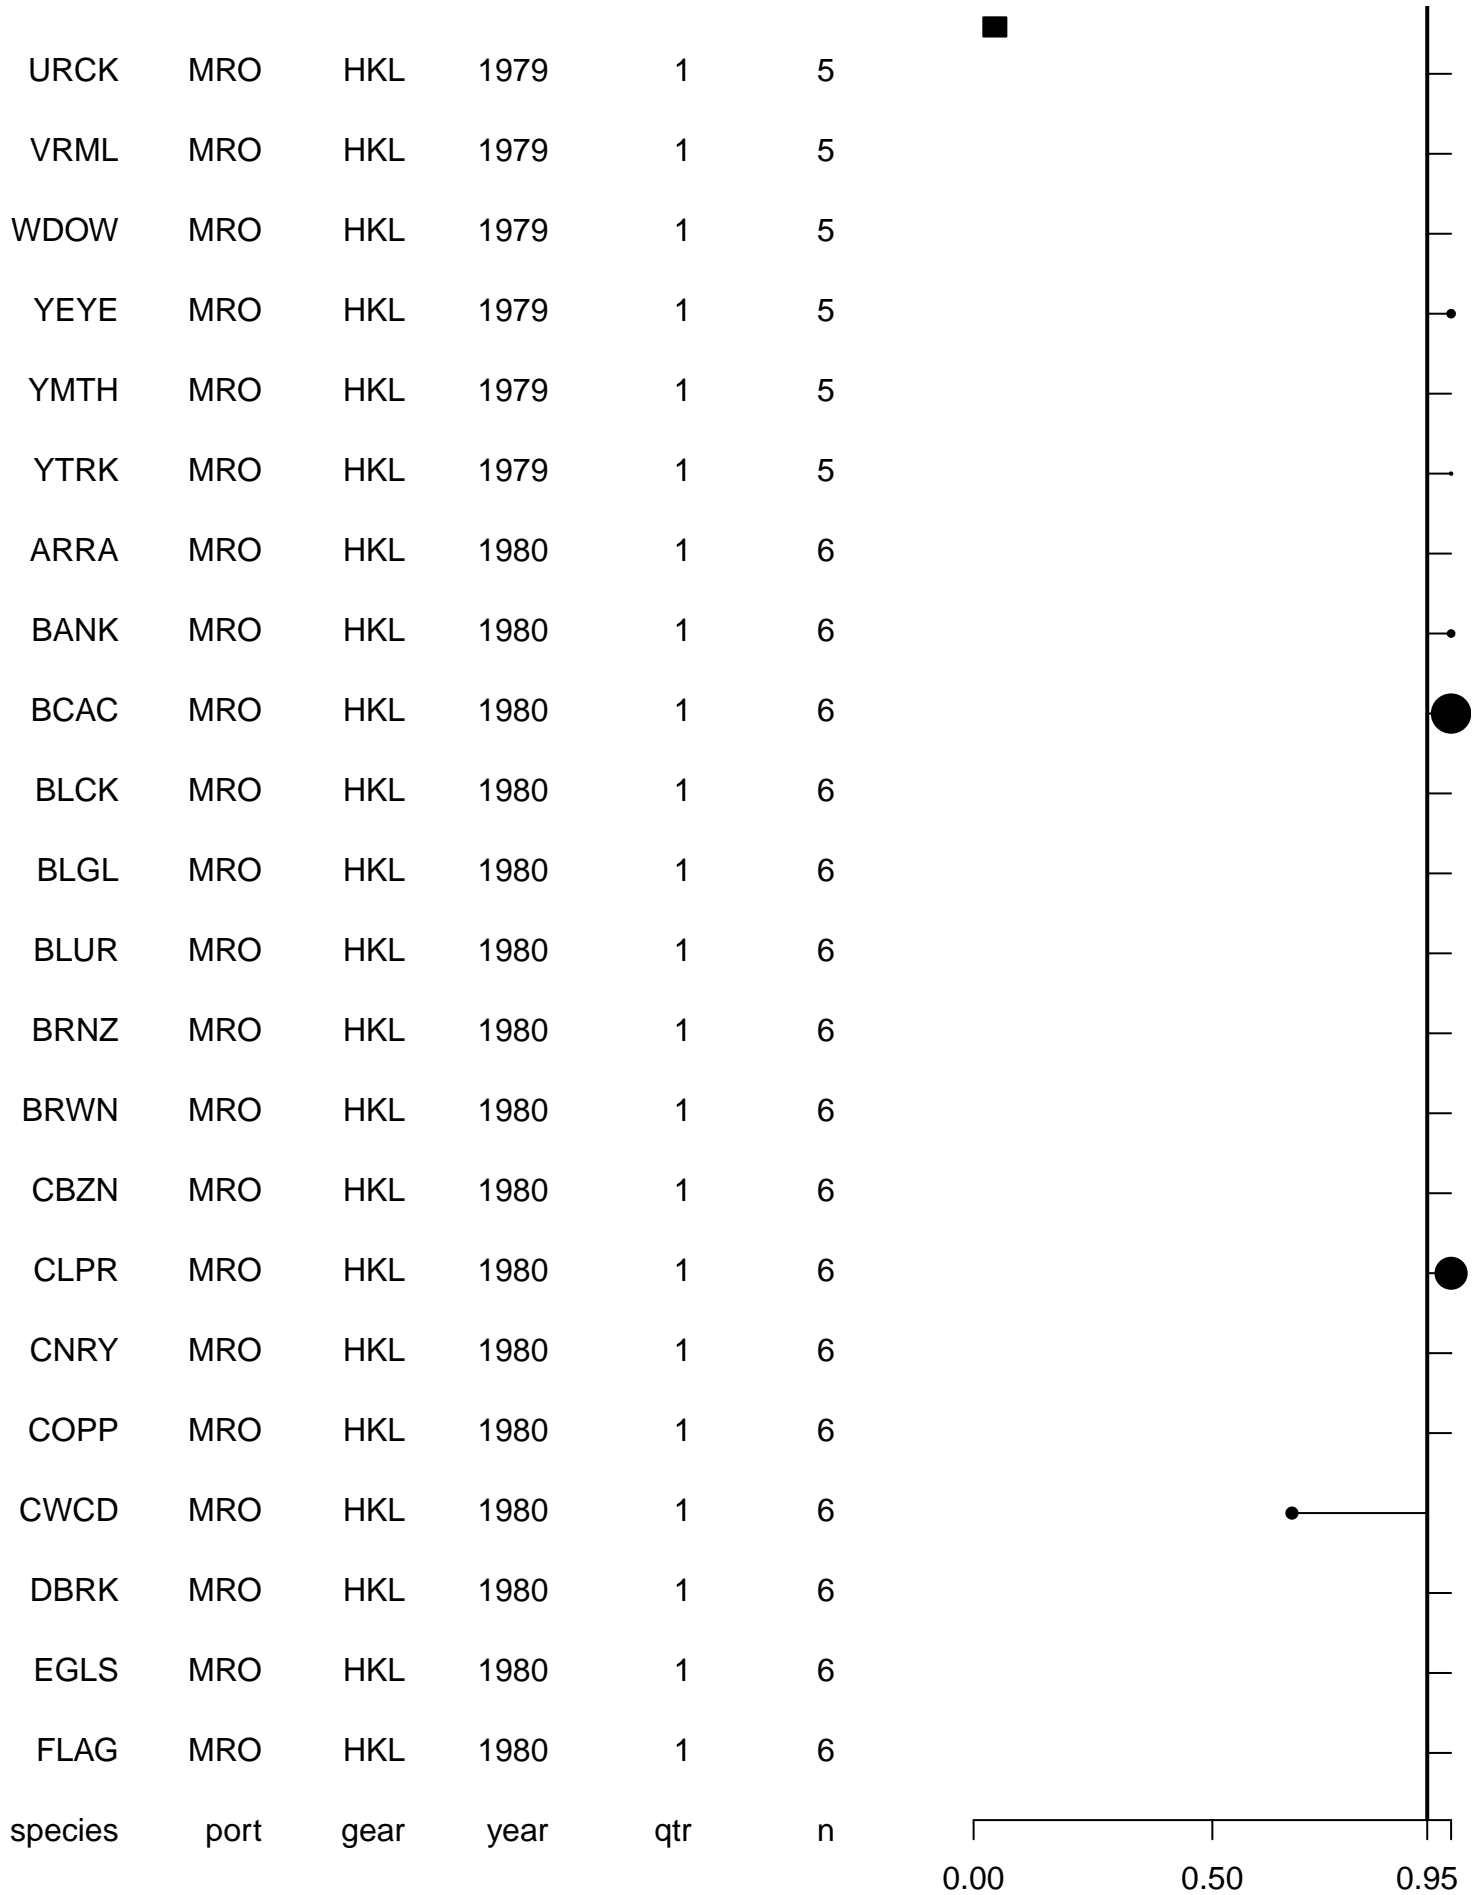 URCK MRO HKL 1979 1 5
VRML MRO HKL 1979 1 5
WDOW MRO HKL 1979 1 5
YEYE MRO HKL 1979 1 5
YMTH MRO HKL 1979 1 5
YTRK MRO HKL 1979 1 5
ARRA MRO HKL 1980 1 6
BANK MRO HKL 1980 1 6
BCAC MRO HKL 1980 1 6
BLCK MRO HKL 1980 1 6
BLGL MRO HKL 1980 1 6
BLUR MRO HKL 1980 1 6
BRNZ MRO HKL 1980 1 6
BRWN MRO HKL 1980 1 6
CBZN MRO HKL 1980 1 6
CLPR MRO HKL 1980 1 6
CNRY MRO HKL 1980 1 6
COPP MRO HKL 1980 1 6
CWCD MRO HKL 1980 1 6
DBRK MRO HKL 1980 1 6
EGLS MRO HKL 1980 1 6
FLAG MRO HKL 1980 1 6
species port gear year qtr n
0.00 0.50 0.95